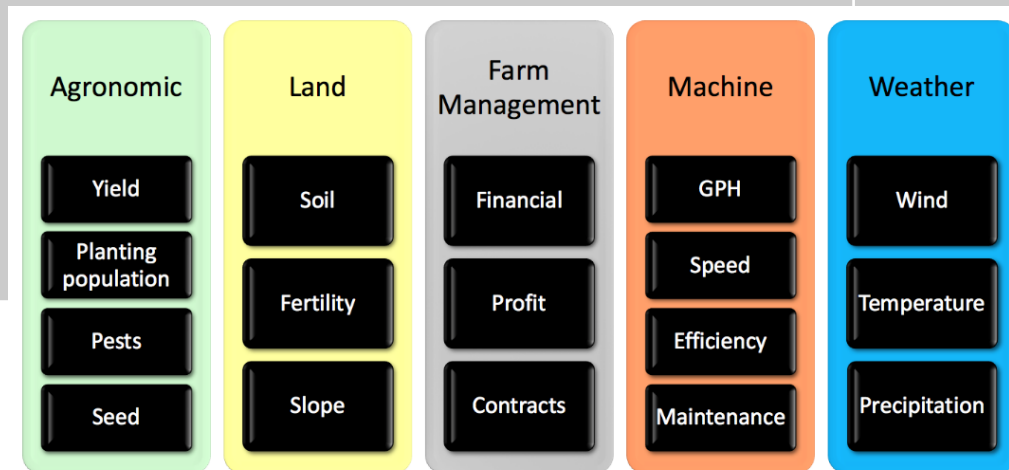 Agronomic
Yield
Planting
population
Pests
Seed
Land
Soil
Fertility
Slope
Farm
Management
Financial
Profit
Contracts
Machine
GPH
Speed
Efficiency
Maintenance
Weather
Wind
Temperature
Precipitation